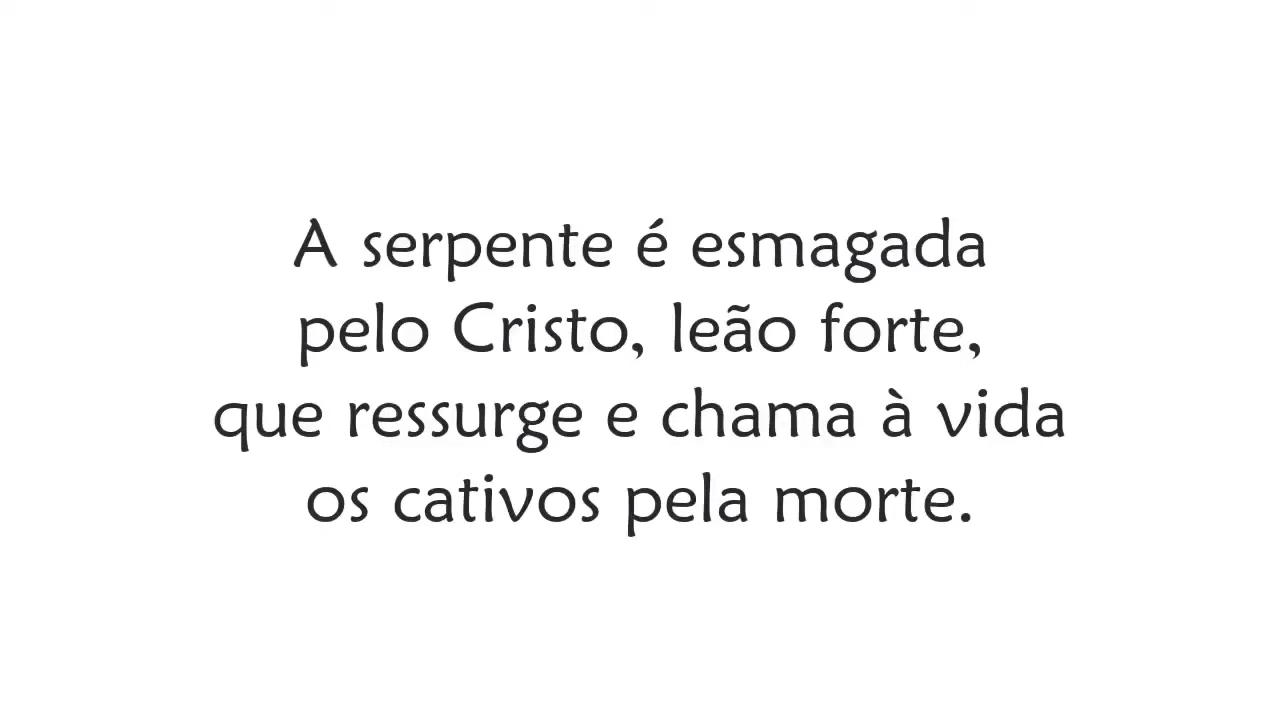 A serpente é esmagada
pelo Cristo, leão forte,
que ressurge e chama à vida
os cativos pela morte.